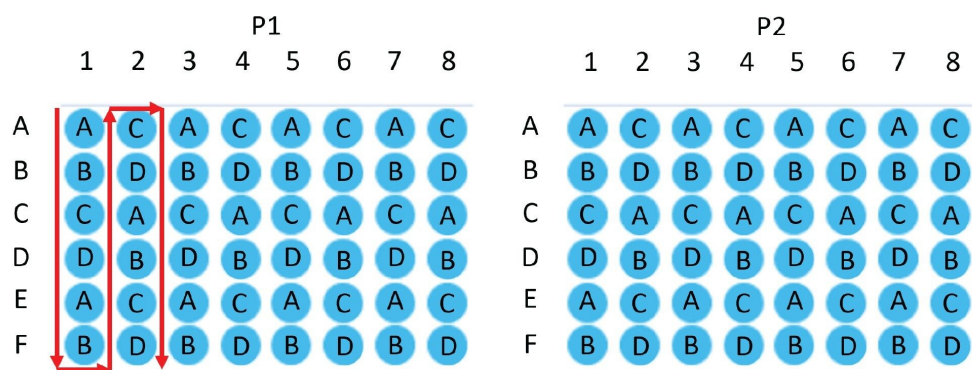 P1 P2
1 2 3 4 5 6 7 8 1 2 3 4 5 6 7 8
A A C A C A C A C A A C A C A C A C
B B D B D B D B D B B D B D B D B D
C C A C A C A C A C C A C A C A C A
D D B D B D B D B D D B D B D B D B
E A C A C A C A C E A C A C A C A C
F B D B D B D B D F B D B D B D B D